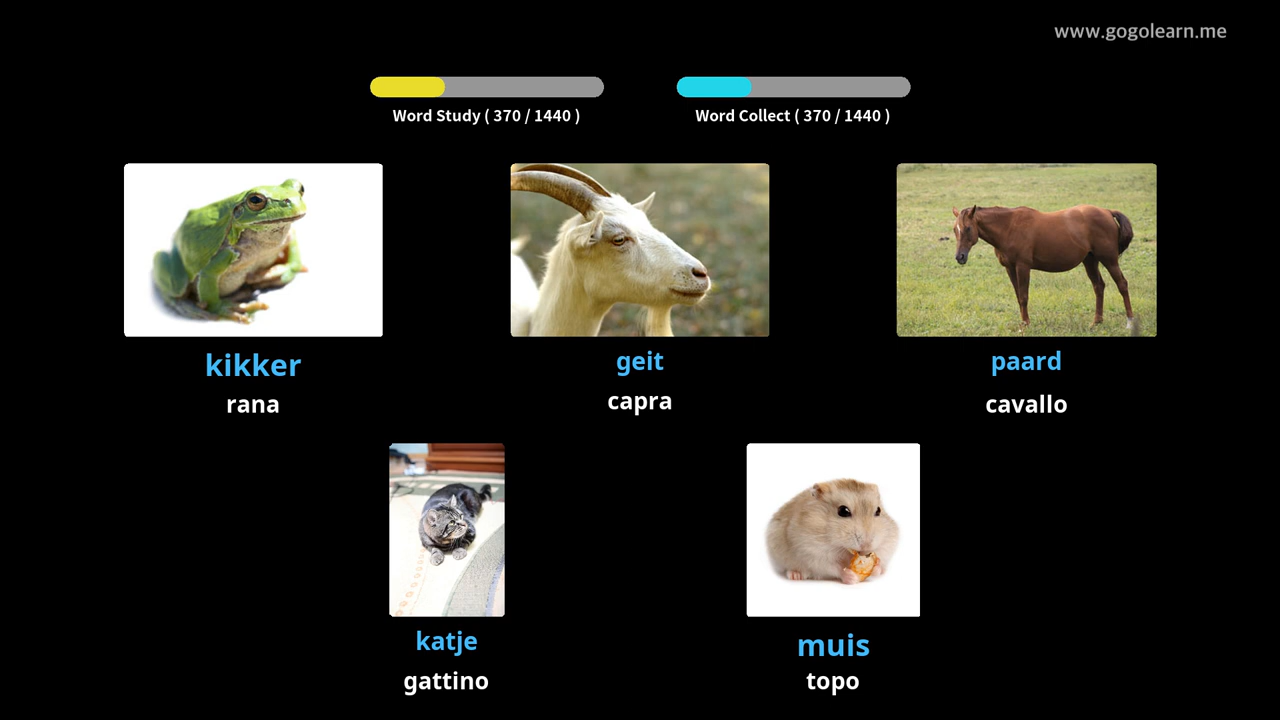 www.gogolearn.me
Word Study ( 370 / 1440 )
Word Collect ( 370 / 1440 )
kikker
rana
geit
capra
paard
cavallo
katje
gattino
muis
topo